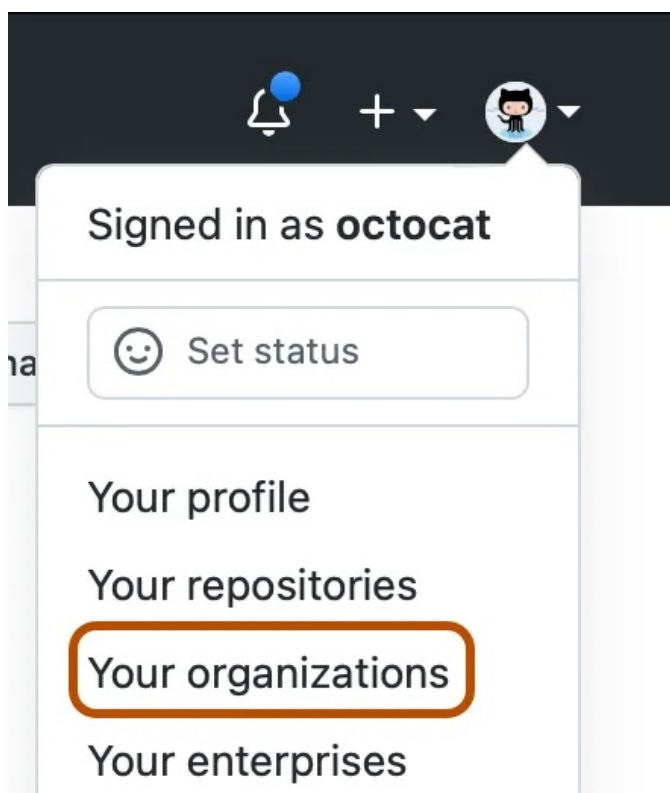 Signed in as octocat
Set status
Your profile
Your repositories
Your organizations
Your enterprises